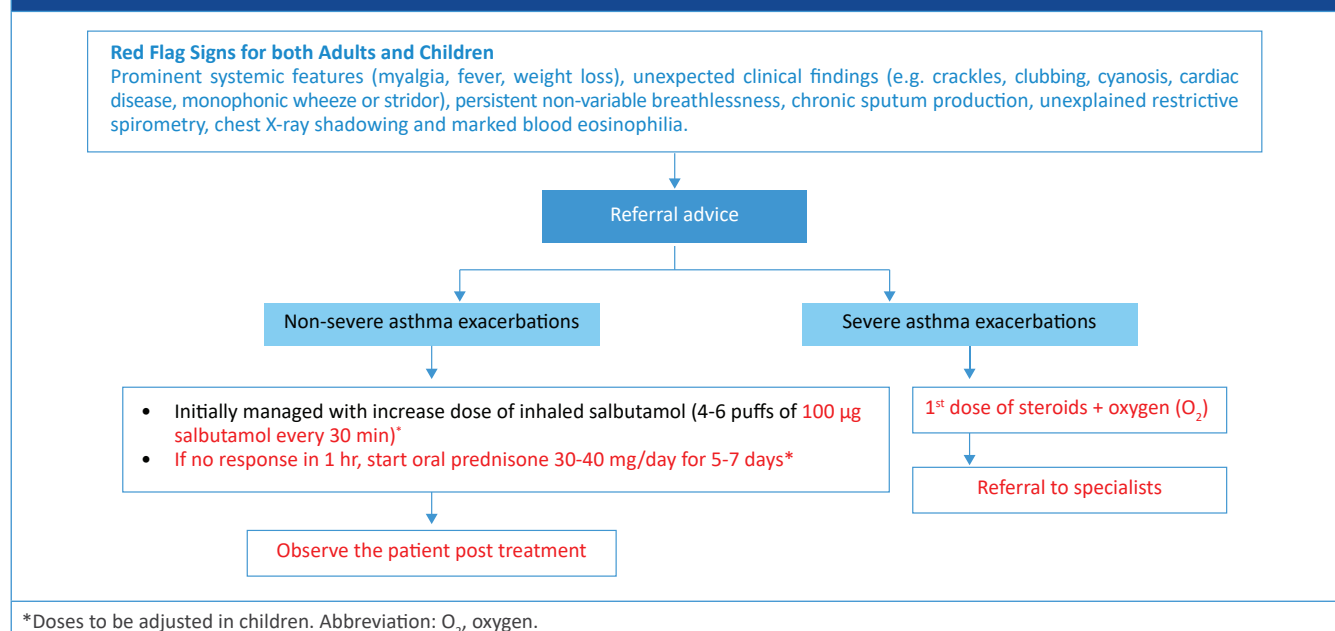 Red Flag Signs for both Adults and Children
Prominent systemic features (myalgia, fever, weight loss), unexpected clinical findings (e.g. crackles, clubbing, cyanosis, cardiac
disease, monophonic wheeze or stridor), persistent non-variable breathlessness, chronic sputum production, unexplained restrictive
spirometry, chest X-ray shadowing and marked blood eosinophilia.
Referral advice
Non-severe asthma exacerbations
Severe asthma exacerbations
• Initially managed with increase dose of inhaled salbutamol (4-6 puffs of 100 µg
salbutamol every 30 min)*
• If no response in 1 hr, start oral prednisone 30-40 mg/day for 5-7 days*
1st dose of steroids + oxygen (O₂)
Referral to specialists
Observe the patient post treatment
*Doses to be adjusted in children. Abbreviation: O₂, oxygen.